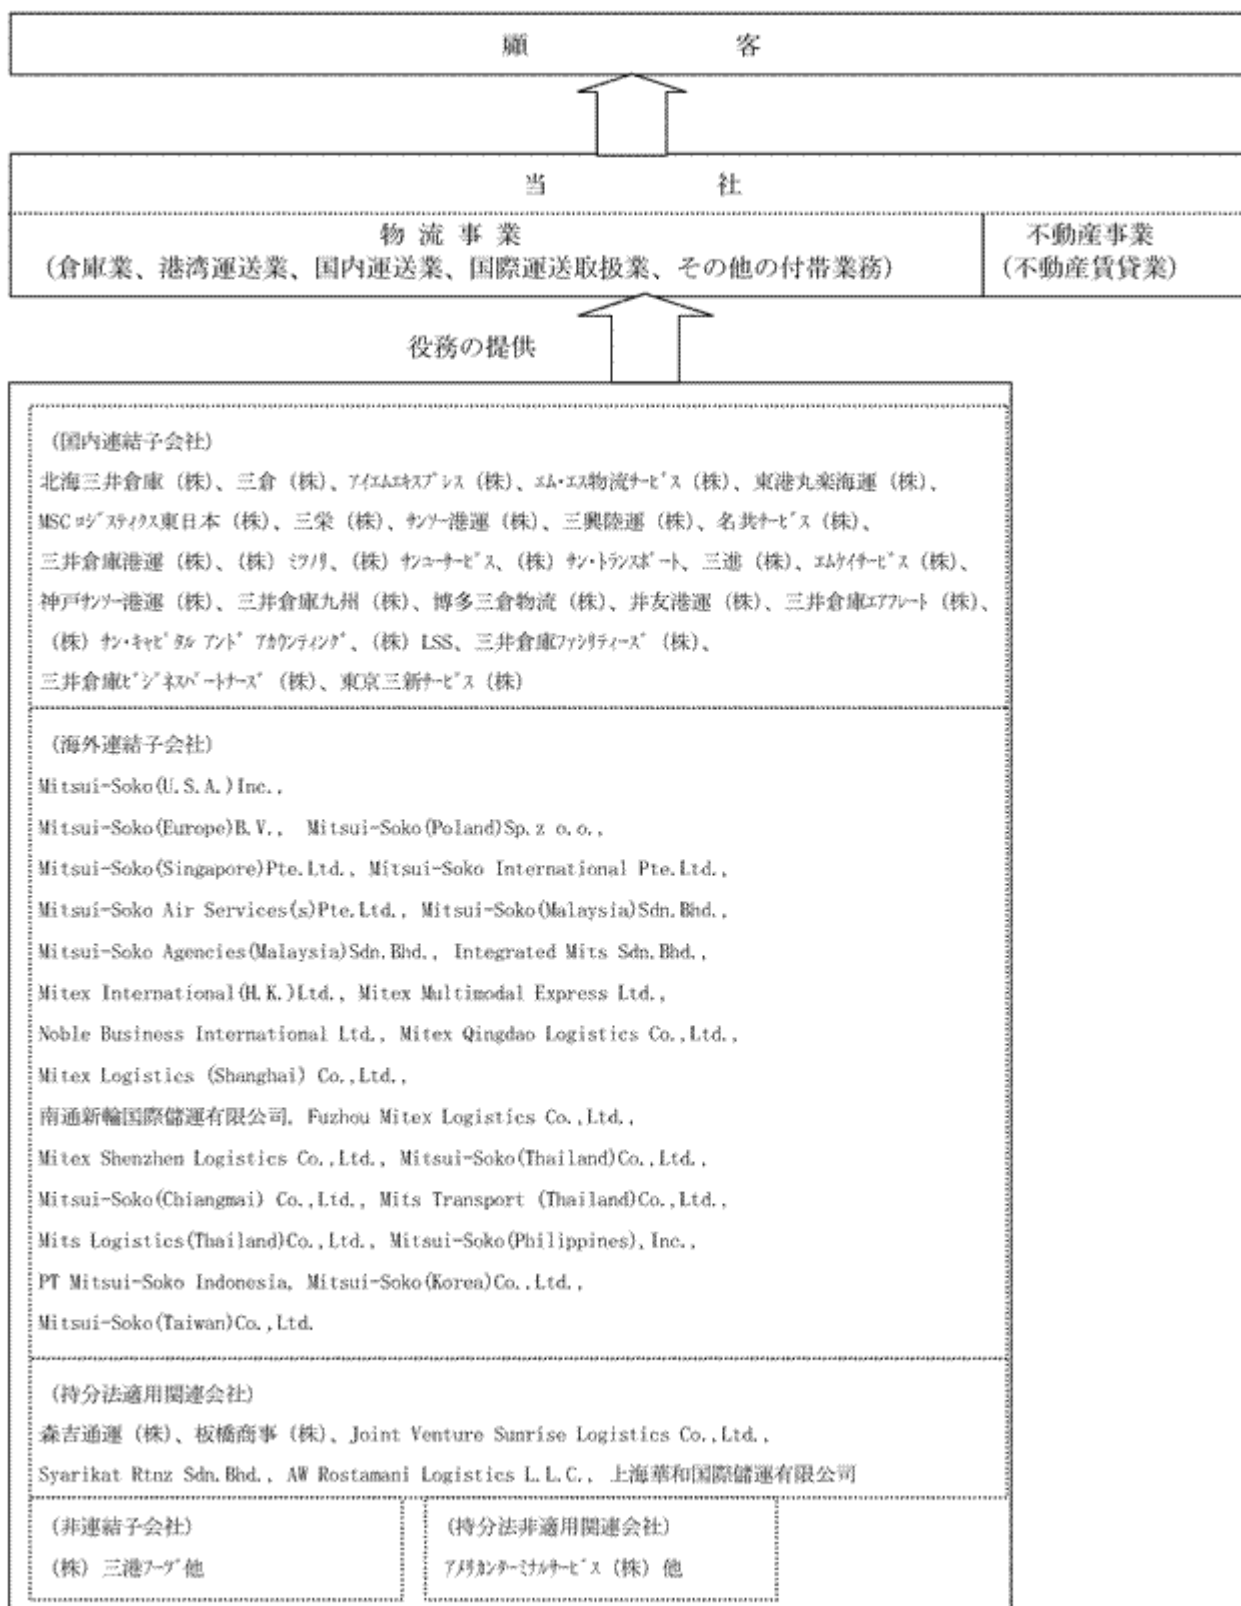 顧　客
当　社
物 流 事 業
(倉庫業、港湾運送業、国内運送業、国際運送取扱業、その他の付帯業務)
不動産事業
(不動産賃貸業)
役務の提供
(国内連結子会社)
北海三井倉庫（株）、三倉（株）、ｱｲｴﾑｴｷｽﾌﾟﾚｽ（株）、ｴﾑ･ｴｽ物流ｻｰﾋﾞｽ（株）、東港丸楽海運（株）、
MSCﾛｼﾞｽﾃｨｸｽ東日本（株）、三栄（株）、ｻﾝｿｰ港運（株）、三興陸運（株）、名共ｻｰﾋﾞｽ（株）、
三井倉庫港運（株）、（株）ﾐﾂﾉﾘ、（株）ｻﾝﾕｰｻｰﾋﾞｽ、（株）ｻﾝ･ﾄﾗﾝｽﾎﾟｰﾄ、三進（株）、ｴﾑｹｲｻｰﾋﾞｽ（株）、
神戸ｻﾝｿｰ港運（株）、三井倉庫九州（株）、博多三倉物流（株）、井友港運（株）、三井倉庫ｴｱﾌﾚｰﾄ（株）、
（株）ｻﾝ･ｷｬﾋﾟﾀﾙ ｱﾝﾄﾞ ｱｶｳﾝﾃｨﾝｸﾞ、（株）LSS、三井倉庫ﾌｧｼﾘﾃｨｰｽﾞ（株）、
三井倉庫ﾋﾞｼﾞﾈｽﾊﾟｰﾄﾅｰｽﾞ（株）、東京三新ｻｰﾋﾞｽ（株）
(海外連結子会社)
Mitsui-Soko(U.S.A.)Inc.,
Mitsui-Soko(Europe)B.V., Mitsui-Soko(Poland)Sp.z o.o.,
Mitsui-Soko(Singapore)Pte.Ltd., Mitsui-Soko International Pte.Ltd.,
Mitsui-Soko Air Services(s)Pte.Ltd., Mitsui-Soko(Malaysia)Sdn.Bhd.,
Mitsui-Soko Agencies(Malaysia)Sdn.Bhd., Integrated Mits Sdn.Bhd.,
Mitex International(H.K.)Ltd., Mitex Multimodal Express Ltd.,
Noble Business International Ltd., Mitex Qingdao Logistics Co.,Ltd.,
Mitex Logistics (Shanghai) Co.,Ltd.,
南通新輪国際儲運有限公司, Fuzhou Mitex Logistics Co.,Ltd.,
Mitex Shenzhen Logistics Co.,Ltd., Mitsui-Soko(Thailand)Co.,Ltd.,
Mitsui-Soko(Chiangmai) Co.,Ltd., Mits Transport (Thailand)Co.,Ltd.,
Mits Logistics(Thailand)Co.,Ltd., Mitsui-Soko(Philippines),Inc.,
PT Mitsui-Soko Indonesia, Mitsui-Soko(Korea)Co.,Ltd.,
Mitsui-Soko(Taiwan)Co.,Ltd.
(持分法適用関連会社)
森吉通運（株）、板橋商事（株）、Joint Venture Sunrise Logistics Co.,Ltd.,
Syarikat Rtnz Sdn.Bhd., AW Rostamani Logistics L.L.C., 上海華和国際儲運有限公司
(非連結子会社)
（株）三港ﾌｰｽﾞ他
(持分法非適用関連会社)
ｱﾒﾘｶﾝﾀｰﾐﾅﾙｻｰﾋﾞｽ（株）他